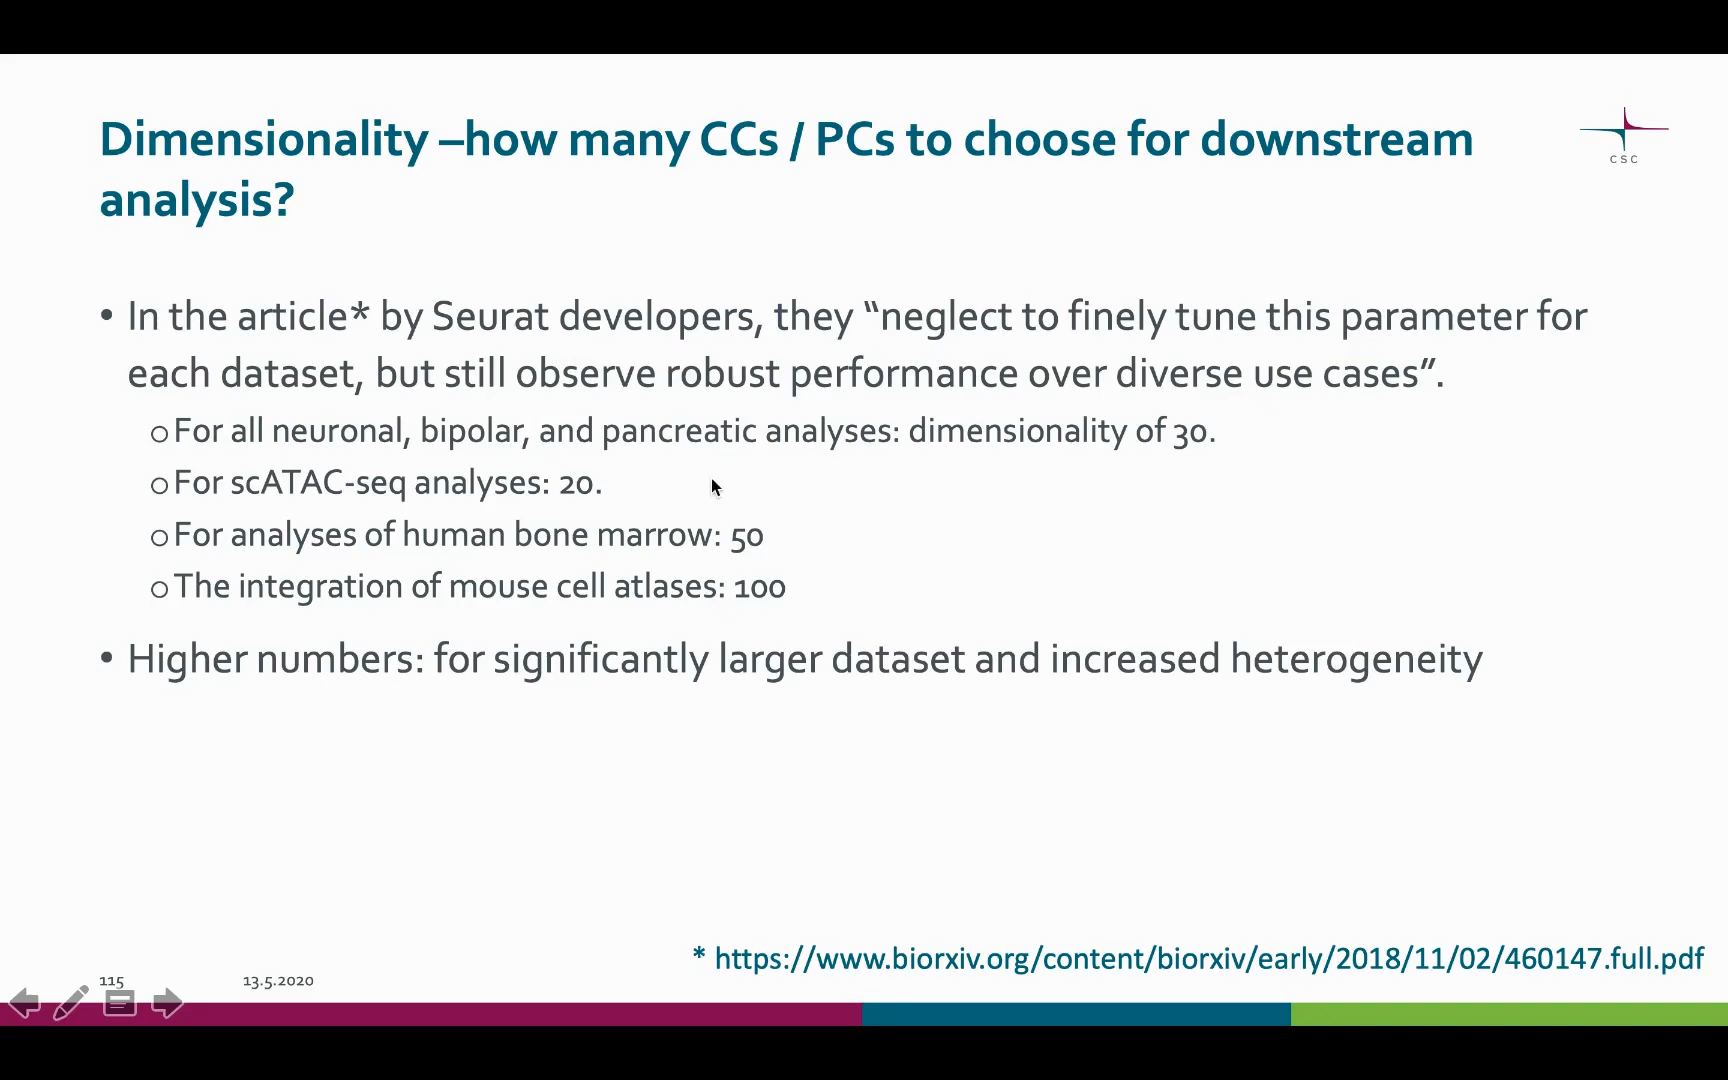 Dimensionality –how many CCs / PCs to choose for downstream
analysis?
CSC
• In the article* by Seurat developers, they “neglect to finely tune this parameter for
each dataset, but still observe robust performance over diverse use cases”.
o For all neuronal, bipolar, and pancreatic analyses: dimensionality of 30.
o For scATAC-seq analyses: 20.
o For analyses of human bone marrow: 50
o The integration of mouse cell atlases: 100
• Higher numbers: for significantly larger dataset and increased heterogeneity
* https://www.biorxiv.org/content/biorxiv/early/2018/11/02/460147.full.pdf
115 13.5.2020